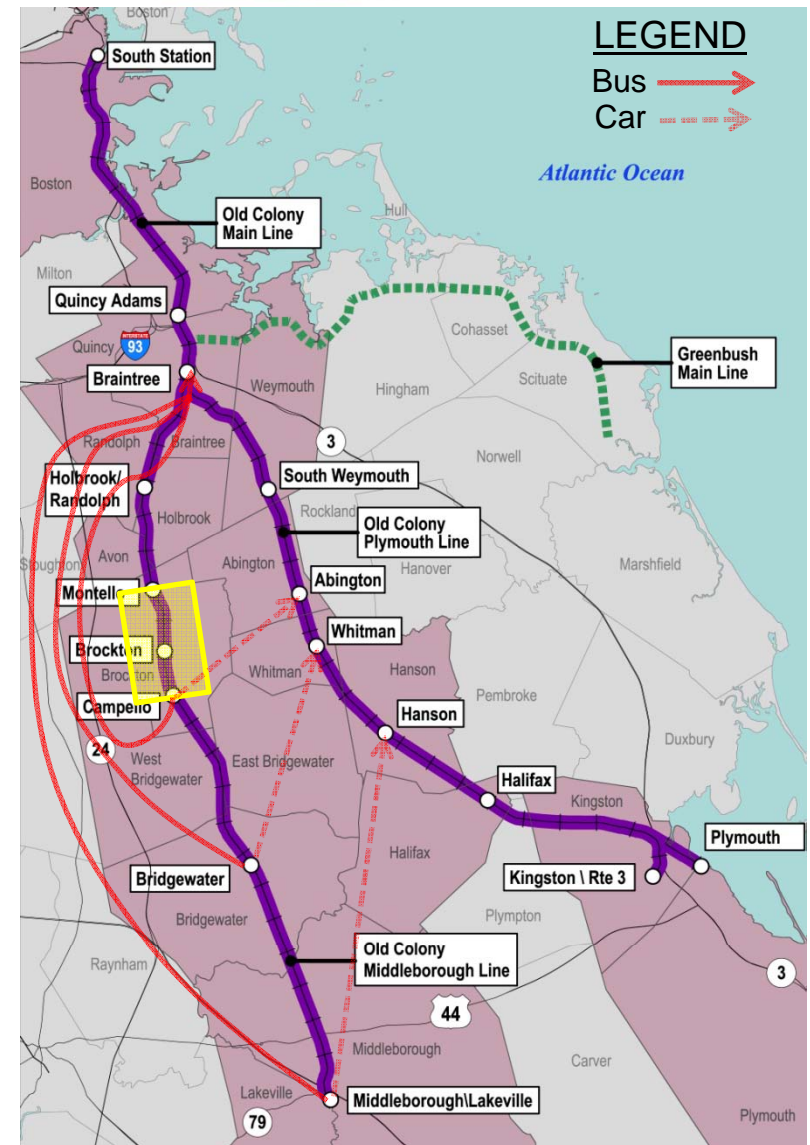 Boston
LEGEND
South Station
Bus
Car
Atlantic Ocean
Boston
Old Colony
Main Line
Hull
Milton
Quincy Adams
Cohasset
INTERSTATE
93
Quincy
Greenbush
Main Line
Scituate
Braintree
Weymouth
Hingham
Randolph
Braintree
3
Norwell
Holbrook/
Randolph
South Weymouth
Rockland
Holbrook
Old Colony
Plymouth Line
Avon
Stoughton
Abington
Hanover
Marshfield
Montello
Abington
Whitman
Brockton
Brockton
Whitman
Hanson
Pembroke
Campello
Hanson
Duxbury
24
West
Bridgewater
East Bridgewater
Halifax
Kingston
Plymouth
Bridgewater
Halifax
Kingston \ Rte 3
Bridgewater
Plympton
Old Colony
Middleborough Line
Raynham
3
44
Middleborough
Carver
Lakeville
Middleborough\Lakeville
79
Plymouth